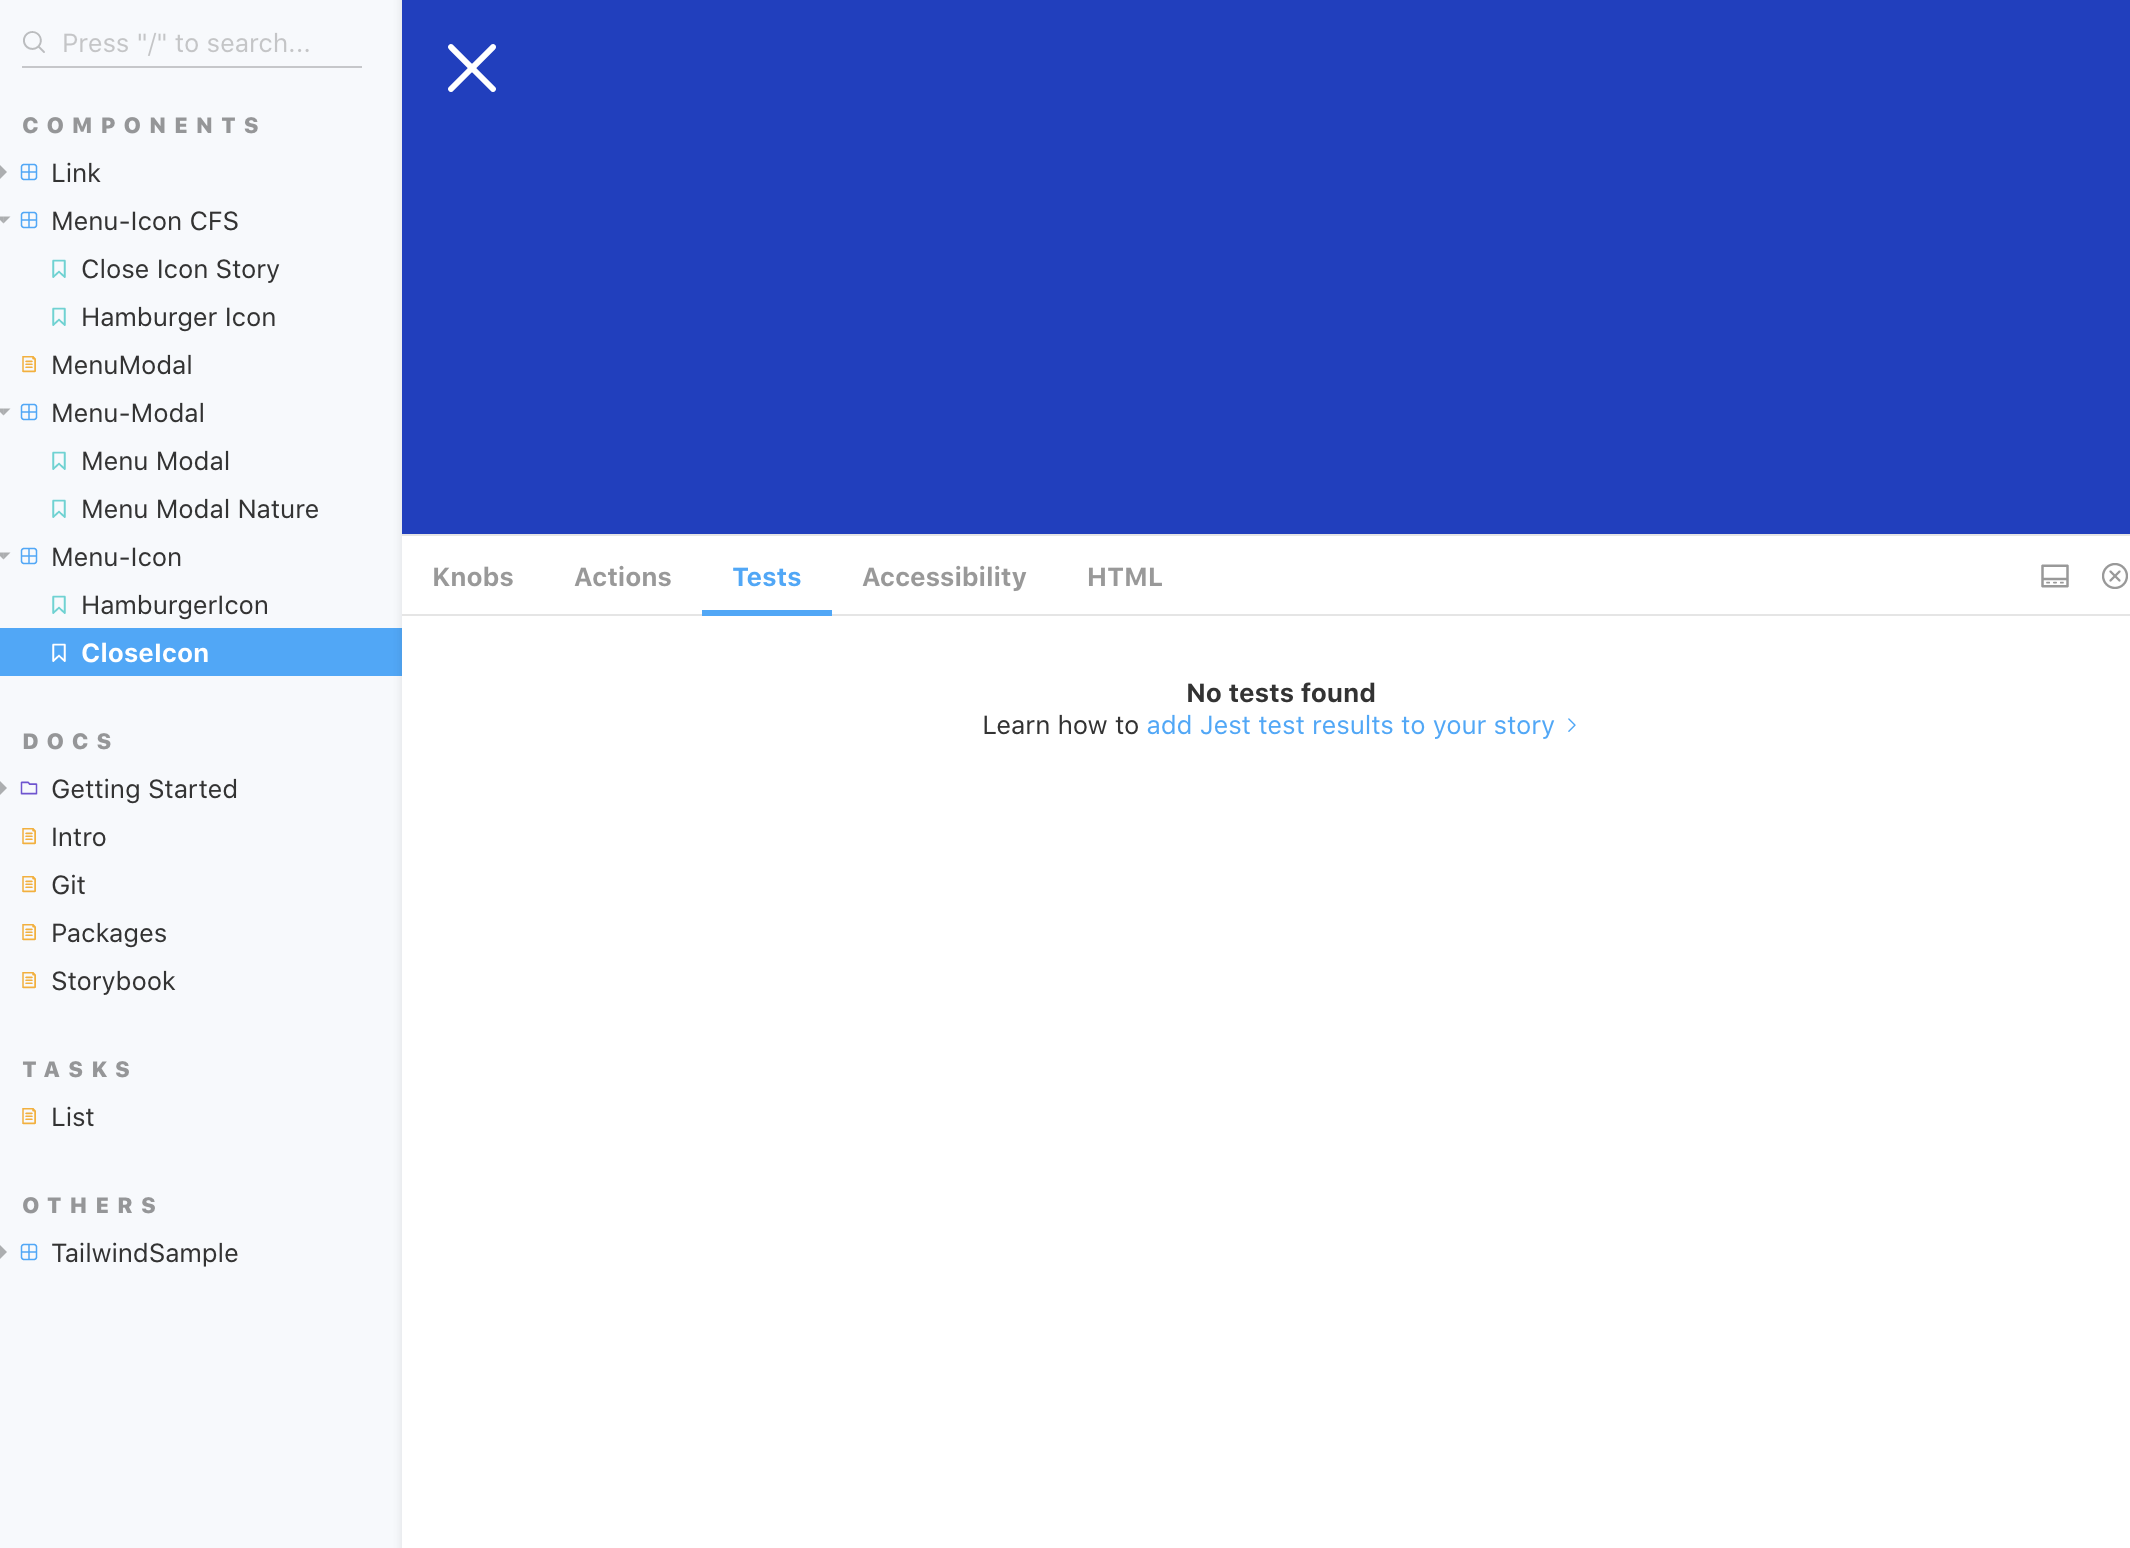 Press "/" to search...
COMPONENTS
Link
Menu-Icon CFS
Close Icon Story
Hamburger Icon
MenuModal
Menu-Modal
Menu Modal
Menu Modal Nature
Menu-Icon
HamburgerIcon
CloseIcon
DOCS
Getting Started
Intro
Git
Packages
Storybook
TASKS
List
OTHERS
TailwindSample
Knobs Actions Tests Accessibility HTML
No tests found
Learn how to add Jest test results to your story